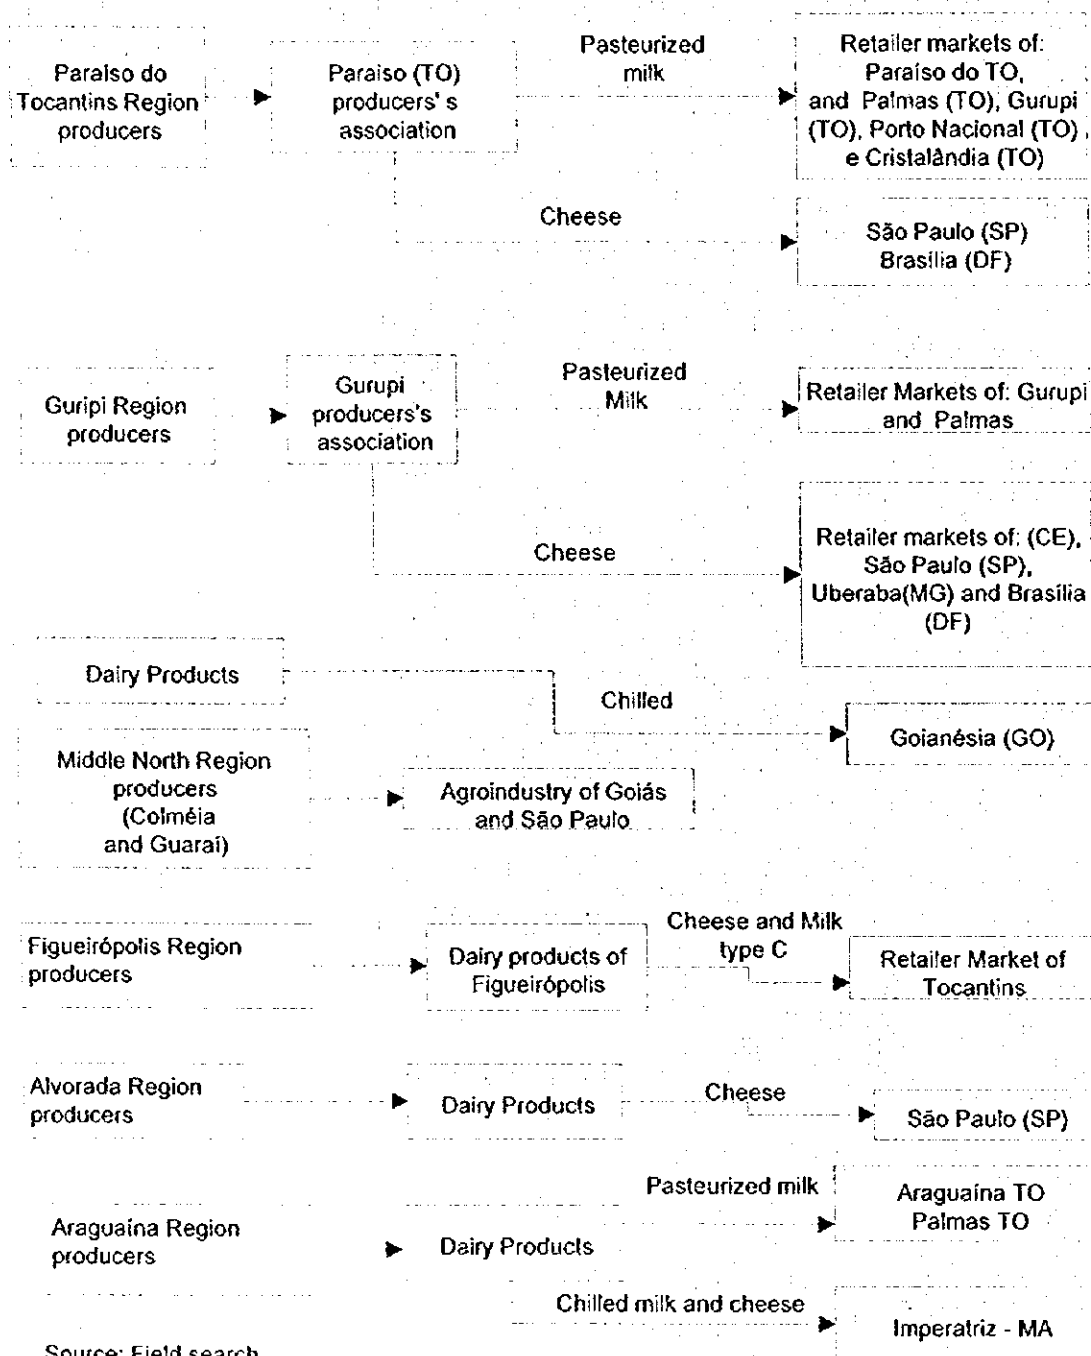 Paraíso do
Tocantins Region
producers
Paraiso (TO)
producers' s
association
Pasteurized
milk
Retailer markets of:
Paraíso do TO,
and Palmas (TO), Gurupi
(TO), Porto Nacional (TO) ,
e Cristalândia (TO)
Cheese
São Paulo (SP)
Brasília (DF)
Guripi Region
producers
Gurupi
producers's
association
Pasteurized
Milk
Retailer Markets of: Gurupi
and Palmas
Cheese
Retailer markets of: (CE),
São Paulo (SP),
Uberaba(MG) and Brasília
(DF)
Dairy Products
Chilled
Goianésia (GO)
Middle North Region
producers
(Colméia
and Guaraí)
Agroindustry of Goiás
and São Paulo
Figueirópolis Region
producers
Dairy products of
Figueirópolis
Cheese and Milk
type C
Retailer Market of
Tocantins
Alvorada Region
producers
Dairy Products
Cheese
São Paulo (SP)
Araguaína Region
producers
Dairy Products
Pasteurized milk
Araguaína TO
Palmas TO
Chilled milk and cheese
Imperatriz - MA
Source: Field search